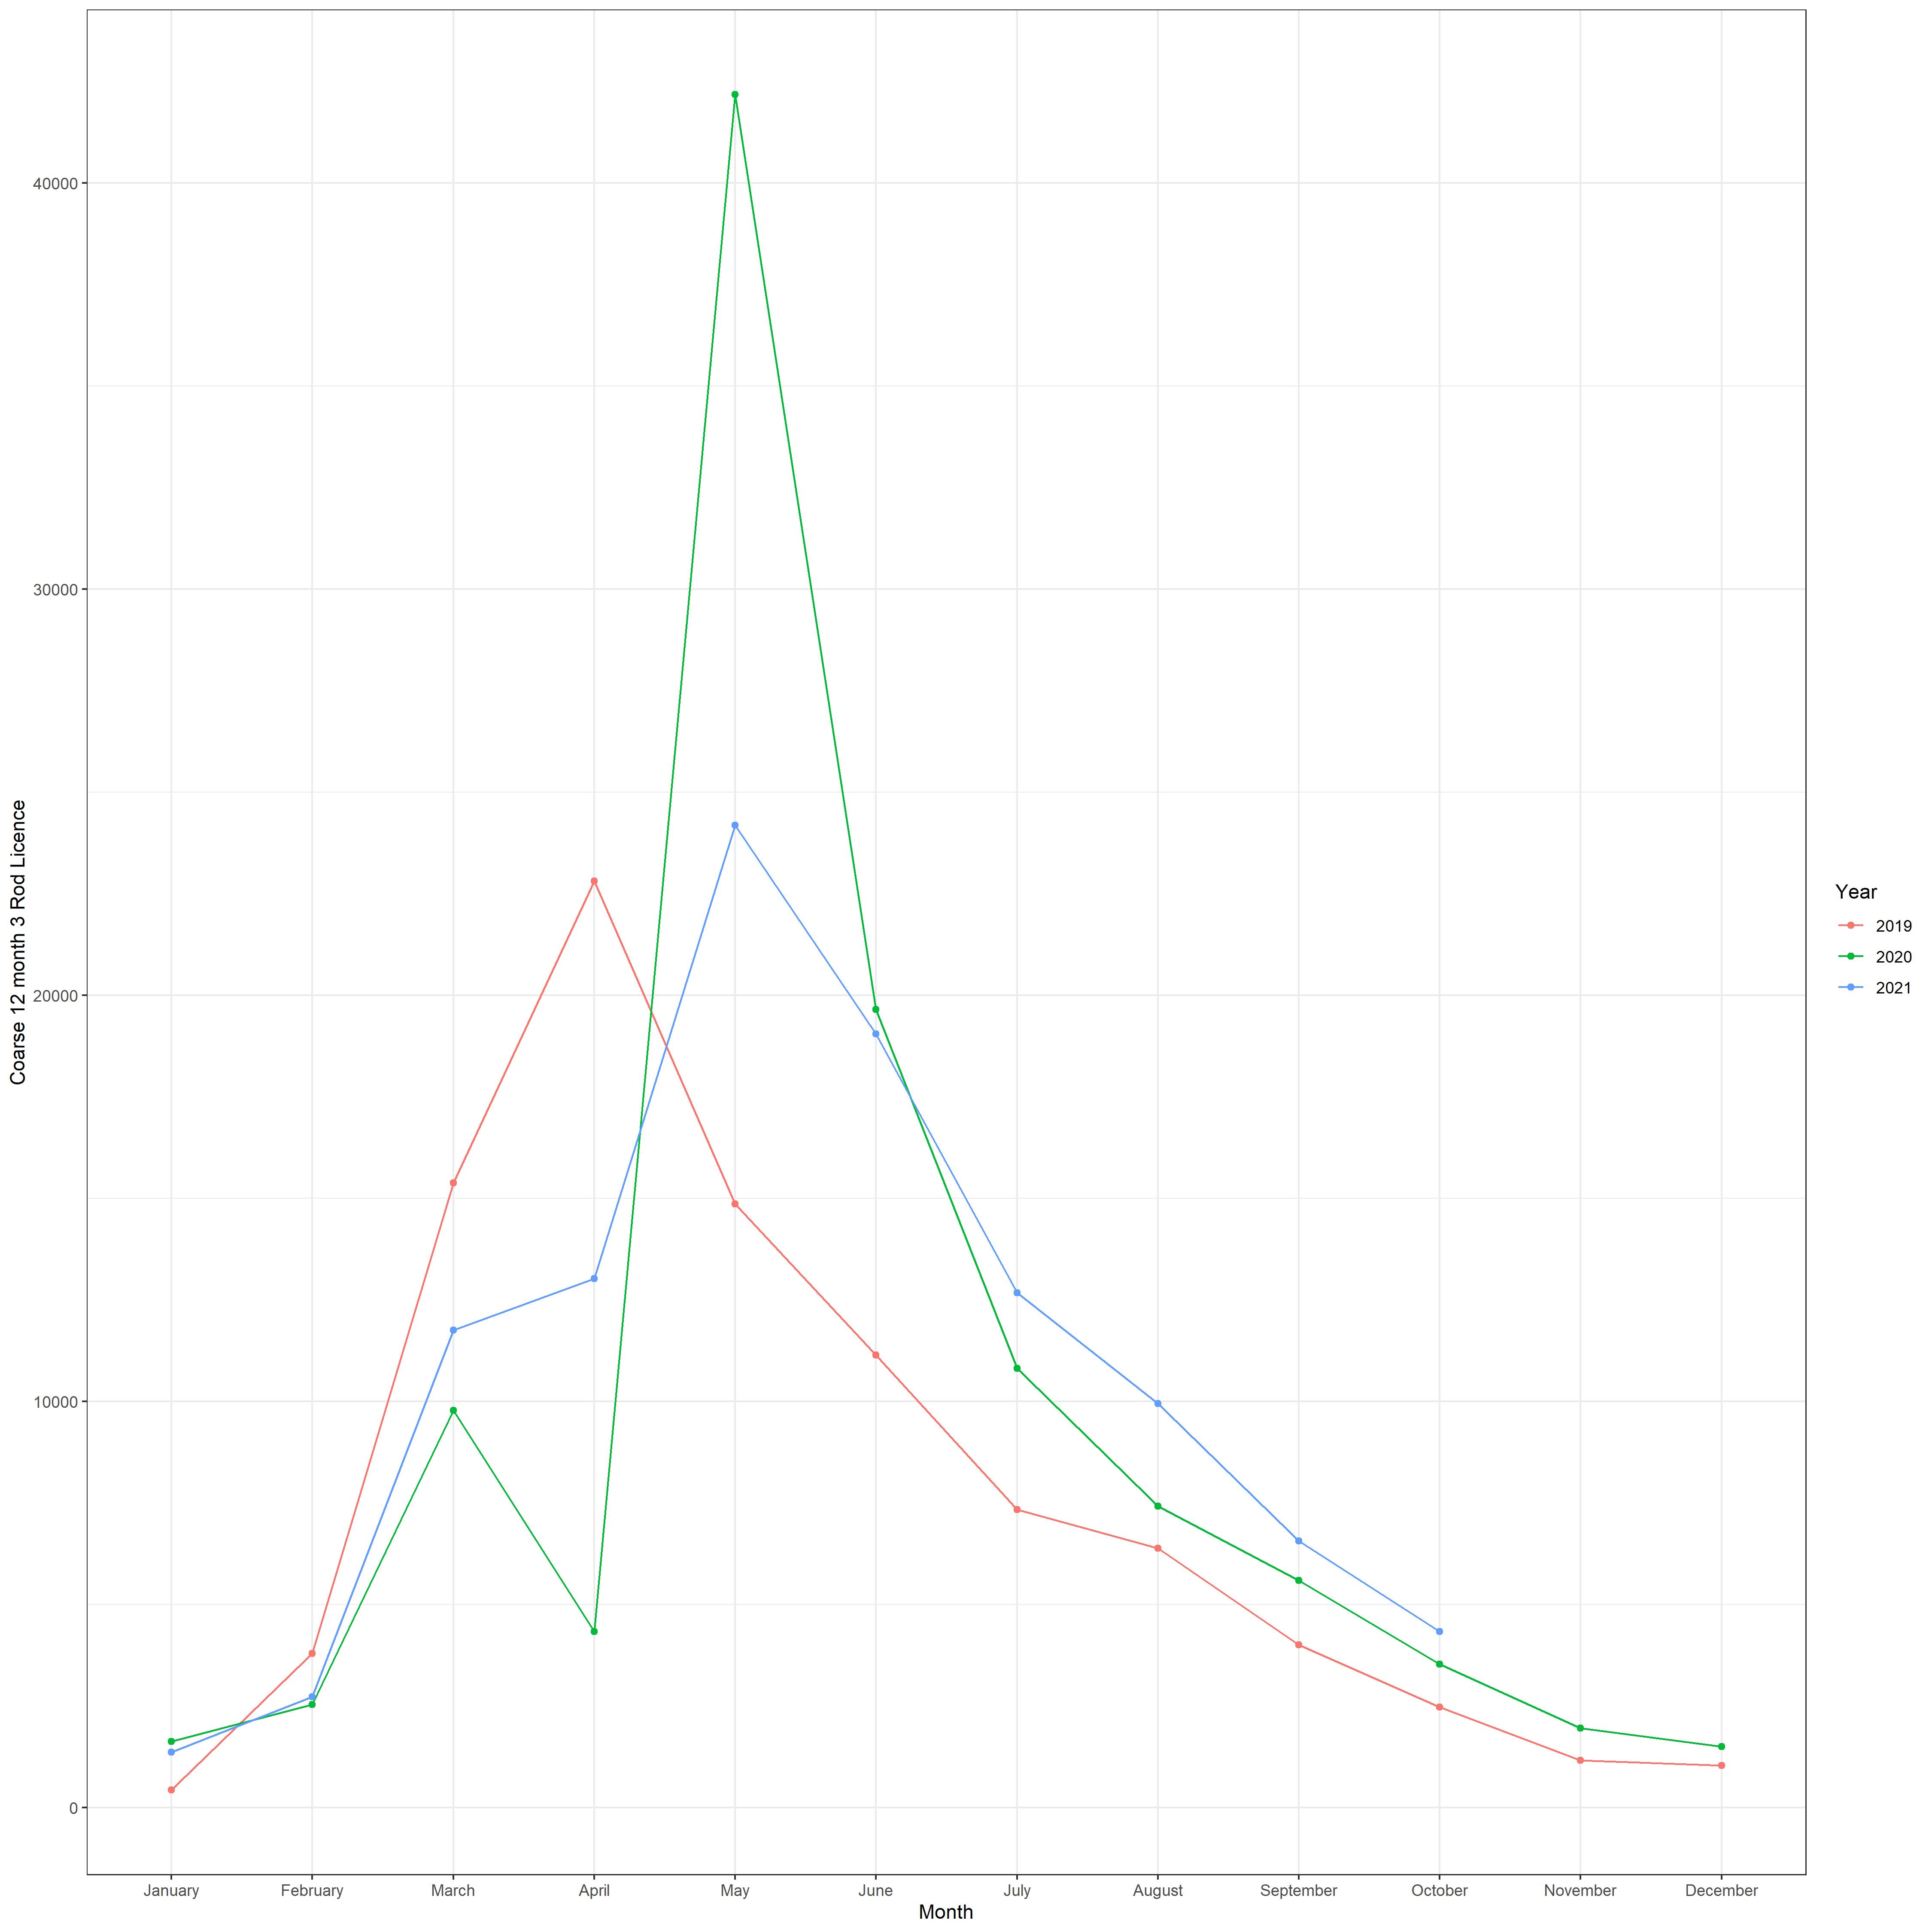 Coarse 12 month 3 Rod Licence
40000
30000
20000
10000
0
January February March April May June July August September October November December
Month
Year
2019
2020
2021